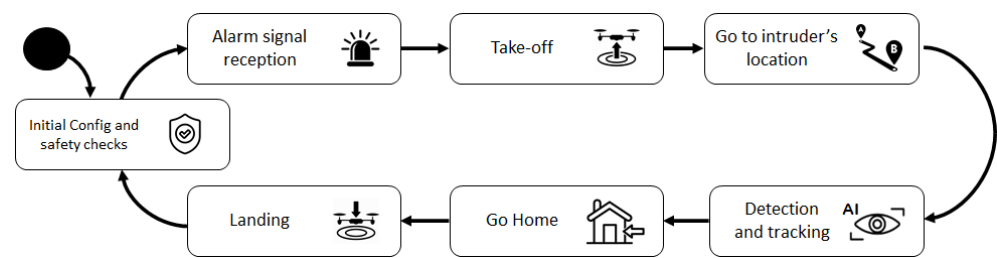 Alarm signal
reception
Take-off
Go to intruder's
location
A
B
Initial Config and
safety checks
Landing
Go Home
Detection
and tracking
AI